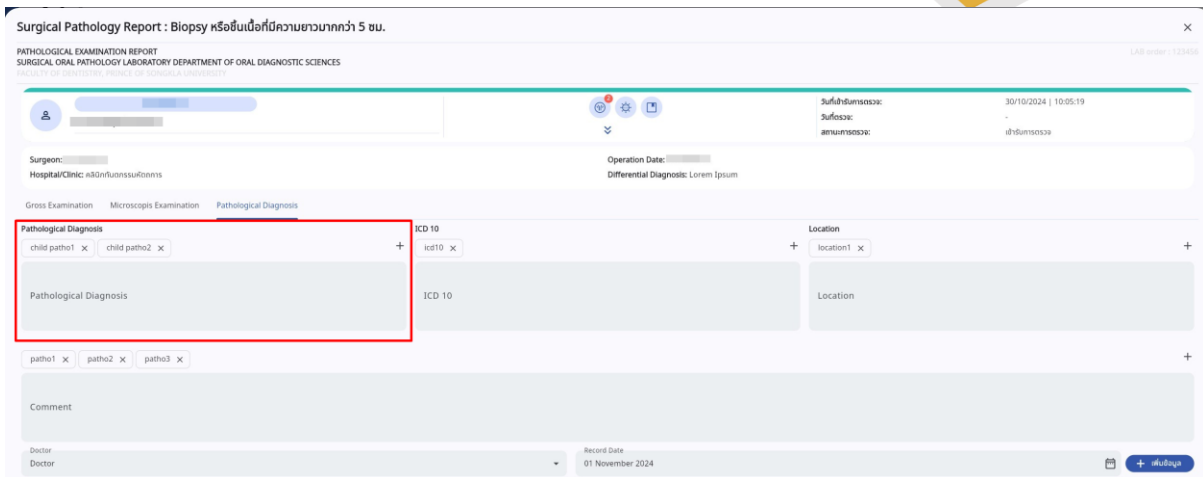 Surgical Pathology Report : Biopsy หรือชิ้นเนื้อที่มีความยาวมากกว่า 5 ซม.
PATHOLOGICAL EXAMINATION REPORT
LAB order : 123456
SURGICAL ORAL PATHOLOGY LABORATORY DEPARTMENT OF ORAL DIAGNOSTIC SCIENCES
FACULTY OF DENTISTRY, PRINCE OF SONGKLA UNIVERSITY
2
วันที่เข้ารับการตรวจ: 30/10/2024 | 10:05:19
วันที่ตรวจ: -
สถานะการตรวจ: เข้ารับการตรวจ
Surgeon: Operation Date:
Hospital/Clinic: คลินิกทันตกรรมหัตถการ Differential Diagnosis: Lorem Ipsum
Gross Examination Microscopis Examination Pathological Diagnosis
Pathological Diagnosis ICD 10 Location
child patho1 × child patho2 × + icd10 × + location1 × +
Pathological Diagnosis ICD 10 Location
patho1 × patho2 × patho3 × +
Comment
Doctor Record Date
Doctor 01 November 2024 + เพิ่มข้อมูล